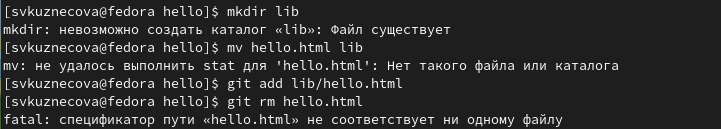 [svkuznecova@fedora hello]$ mkdir lib
mkdir: невозможно создать каталог «lib»: Файл существует
[svkuznecova@fedora hello]$ mv hello.html lib
mv: не удалось выполнить stat для 'hello.html': Нет такого файла или каталога
[svkuznecova@fedora hello]$ git add lib/hello.html
[svkuznecova@fedora hello]$ git rm hello.html
fatal: спецификатор пути «hello.html» не соответствует ни одному файлу